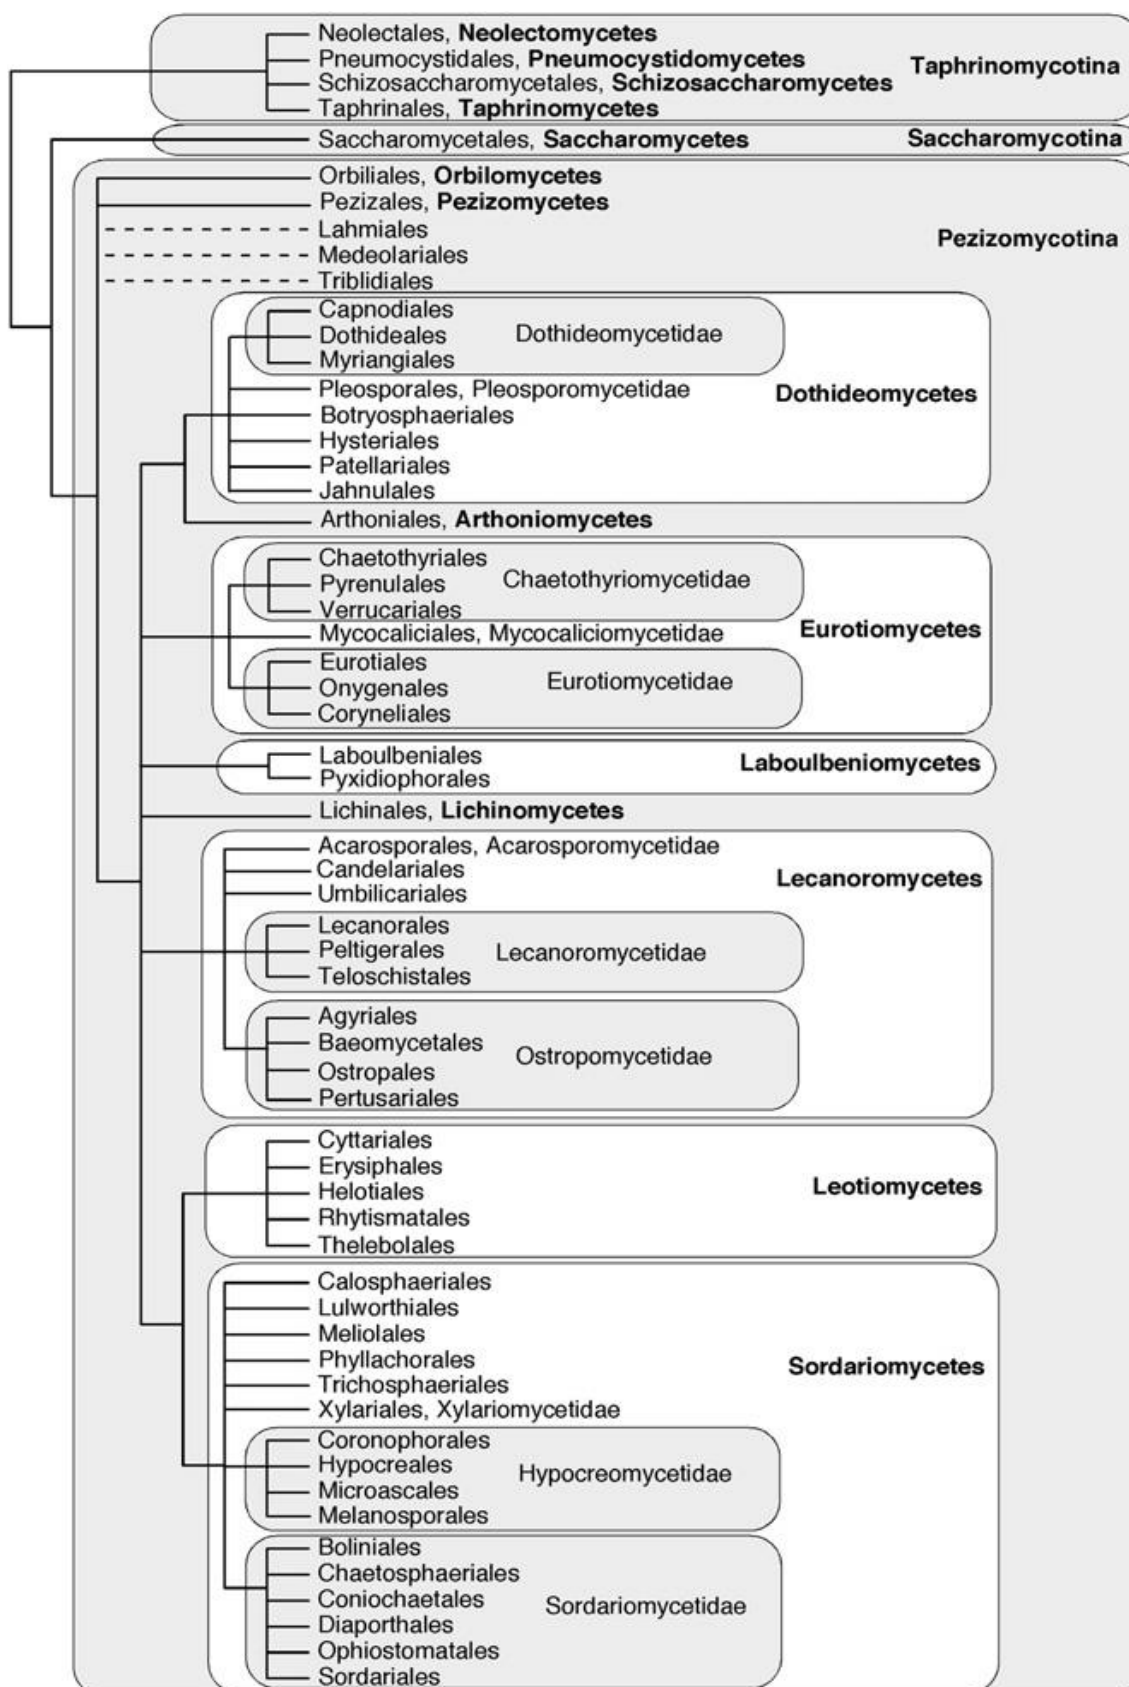 Neolectales, Neolectomycetes
Pneumocystidales, Pneumocystidomycetes
Taphrinomycotina
Schizosaccharomycetales, Schizosaccharomycetes
Taphrinales, Taphrinomycetes
Saccharomycetales, Saccharomycetes
Saccharomycotina
Orbiliales, Orbilomycetes
Pezizales, Pezizomycetes
Lahmiales
Pezizomycotina
Medeolariales
Triblidiales
Capnodiales
Dothideales
Dothideomycetidae
Myriangiales
Pleosporales, Pleosporomycetidae
Dothideomycetes
Botryosphaeriales
Hysteriales
Patellariales
Jahnulales
Arthoniales, Arthoniomycetes
Chaetothyriales
Chaetothyriomycetidae
Pyrenulales
Verrucariales
Eurotiomycetes
Mycocaliciales, Mycocaliciomycetidae
Eurotiales
Eurotiomycetidae
Onygenales
Coryneliales
Laboulbeniales
Laboulbeniomycetes
Pyxidiophorales
Lichinales, Lichinomycetes
Acarosporales, Acarosporomycetidae
Candelariales
Lecanoromycetes
Umbilicariales
Lecanorales
Peltigerales
Lecanoromycetidae
Teloschistales
Agyriales
Baeomycetales
Ostropomycetidae
Ostropales
Pertusariales
Cyttariales
Erysiphales
Leotiomycetes
Helotiales
Rhytismatales
Thelebolales
Calosphaeriales
Lulworthiales
Meliolales
Phyllachorales
Sordariomycetes
Trichosphaeriales
Xylariales, Xylariomycetidae
Coronophorales
Hypocreales
Hypocreomycetidae
Microascales
Melanosporales
Boliniales
Chaetosphaeriales
Coniochaetales
Sordariomycetidae
Diaporthales
Ophiostomatales
Sordariales